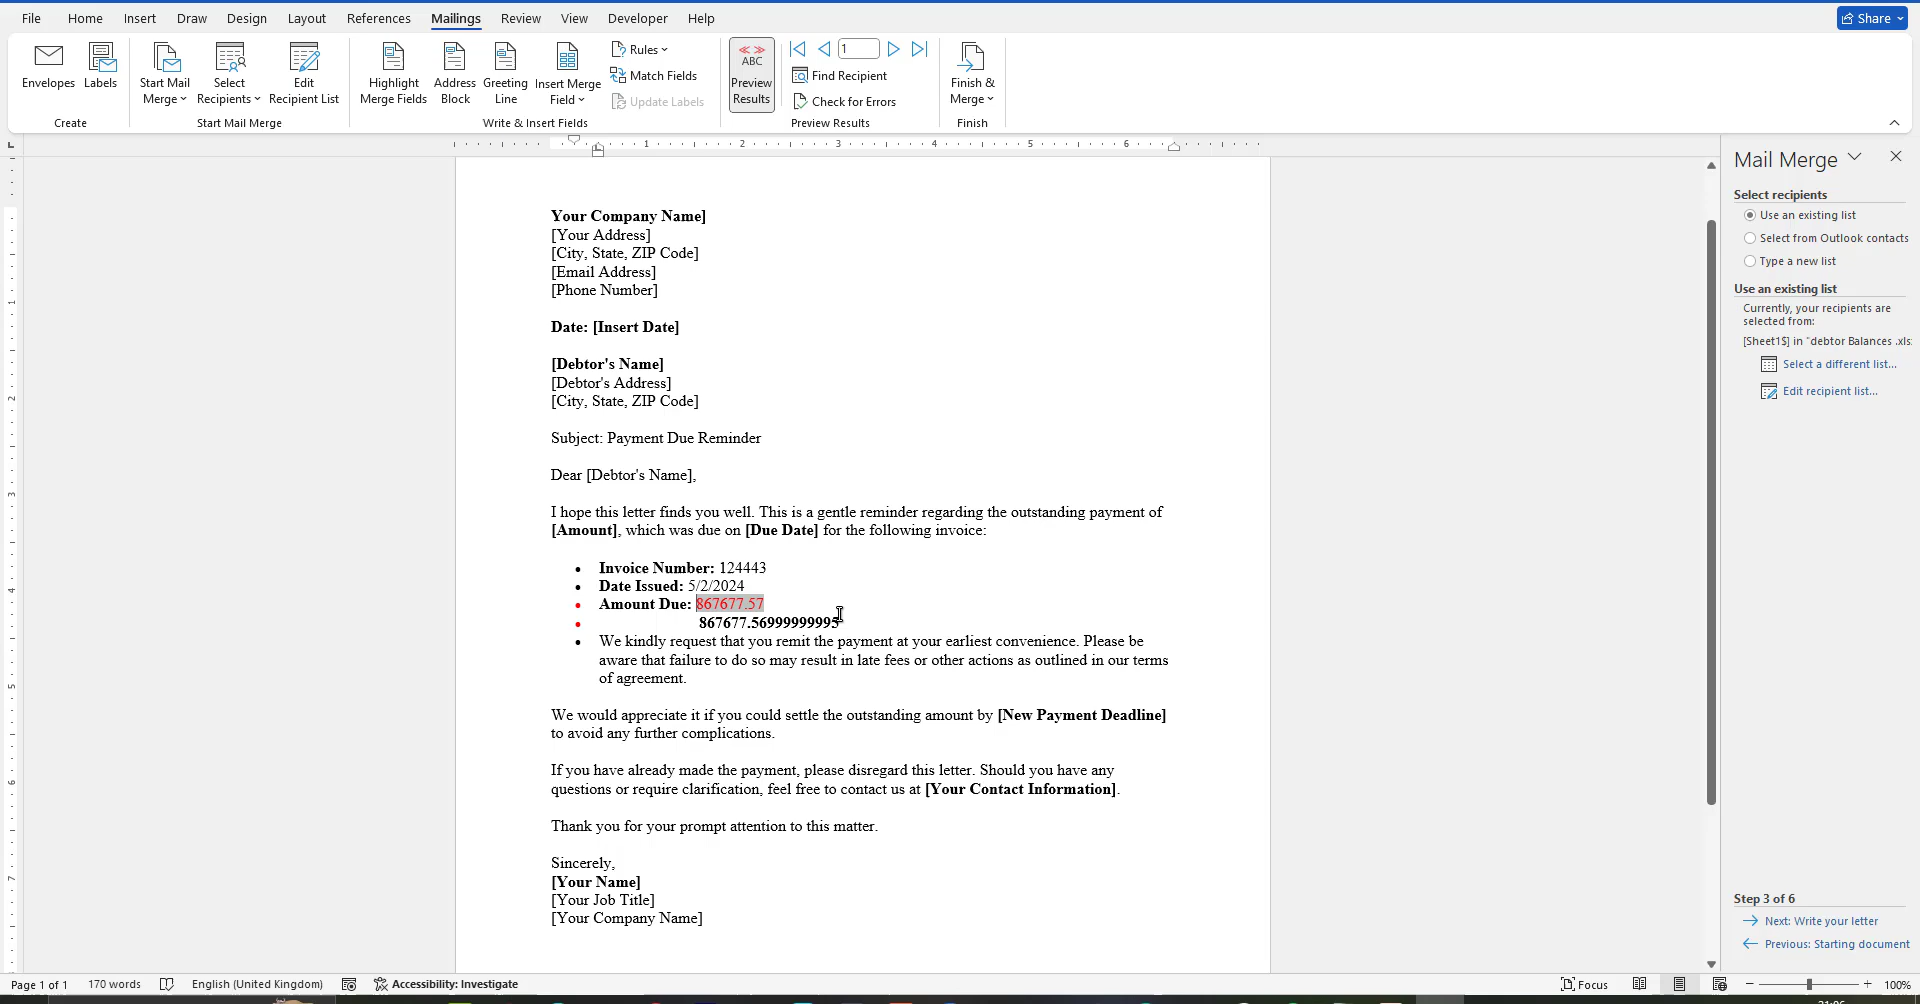 File Home Insert Draw Design Layout References Mailings Review View Developer Help Share
Envelopes Labels Start Mail Merge Select Recipients Edit Recipient List Highlight Merge Fields Address Block Greeting Line Insert Merge Field Rules Match Fields Update Labels ABC Preview Results 1 Find Recipient Check for Errors Finish & Merge
Create Start Mail Merge Write & Insert Fields Preview Results Finish
1 2 3 4 5 6
Your Company Name]
[Your Address]
[City, State, ZIP Code]
[Email Address]
[Phone Number]
Date: [Insert Date]
[Debtor's Name]
[Debtor's Address]
[City, State, ZIP Code]
Subject: Payment Due Reminder
Dear [Debtor's Name],
I hope this letter finds you well. This is a gentle reminder regarding the outstanding payment of
[Amount], which was due on [Due Date] for the following invoice:
• Invoice Number: 124443
• Date Issued: 5/2/2024
• Amount Due: 867677.57
• 867677.56999999995
• We kindly request that you remit the payment at your earliest convenience. Please be
aware that failure to do so may result in late fees or other actions as outlined in our terms
of agreement.
We would appreciate it if you could settle the outstanding amount by [New Payment Deadline]
to avoid any further complications.
If you have already made the payment, please disregard this letter. Should you have any
questions or require clarification, feel free to contact us at [Your Contact Information].
Thank you for your prompt attention to this matter.
Sincerely,
[Your Name]
[Your Job Title]
[Your Company Name]
Mail Merge
Select recipients
Use an existing list
Select from Outlook contacts
Type a new list
Use an existing list
Currently, your recipients are
selected from:
[Sheet1$] in "debtor Balances .xls
Select a different list...
Edit recipient list...
Step 3 of 6
Next: Write your letter
Previous: Starting document
Page 1 of 1 170 words English (United Kingdom) Accessibility: Investigate Focus 100%